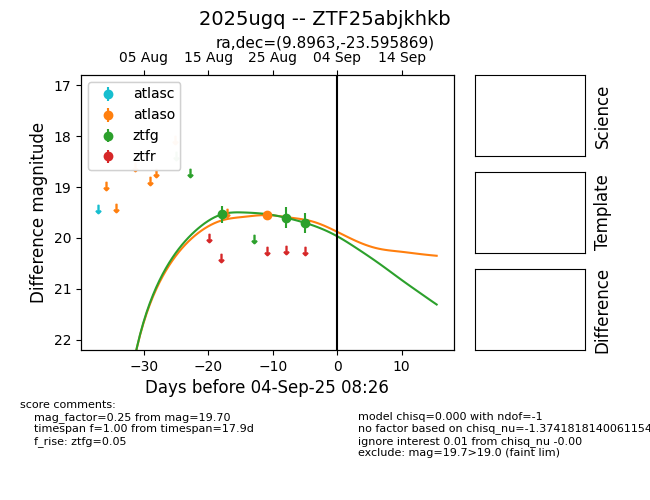 2025ugq -- ZTF25abjkhkb
ra,dec=(9.8963,-23.595869)
05 Aug 15 Aug 25 Aug 04 Sep 14 Sep
atlasc
atlaso
ztfg
ztfr
17
18
19
20
21
22
Difference magnitude
−30 −20 −10 0 10
Days before 04-Sep-25 08:26
Science
Template
Difference
score comments:
mag_factor=0.25 from mag=19.70
timespan f=1.00 from timespan=17.9d
f_rise: ztfg=0.05
model chisq=0.000 with ndof=-1
no factor based on chisq_nu=-1.3741818140061154
ignore interest 0.01 from chisq_nu -0.00
exclude: mag=19.7>19.0 (faint lim)